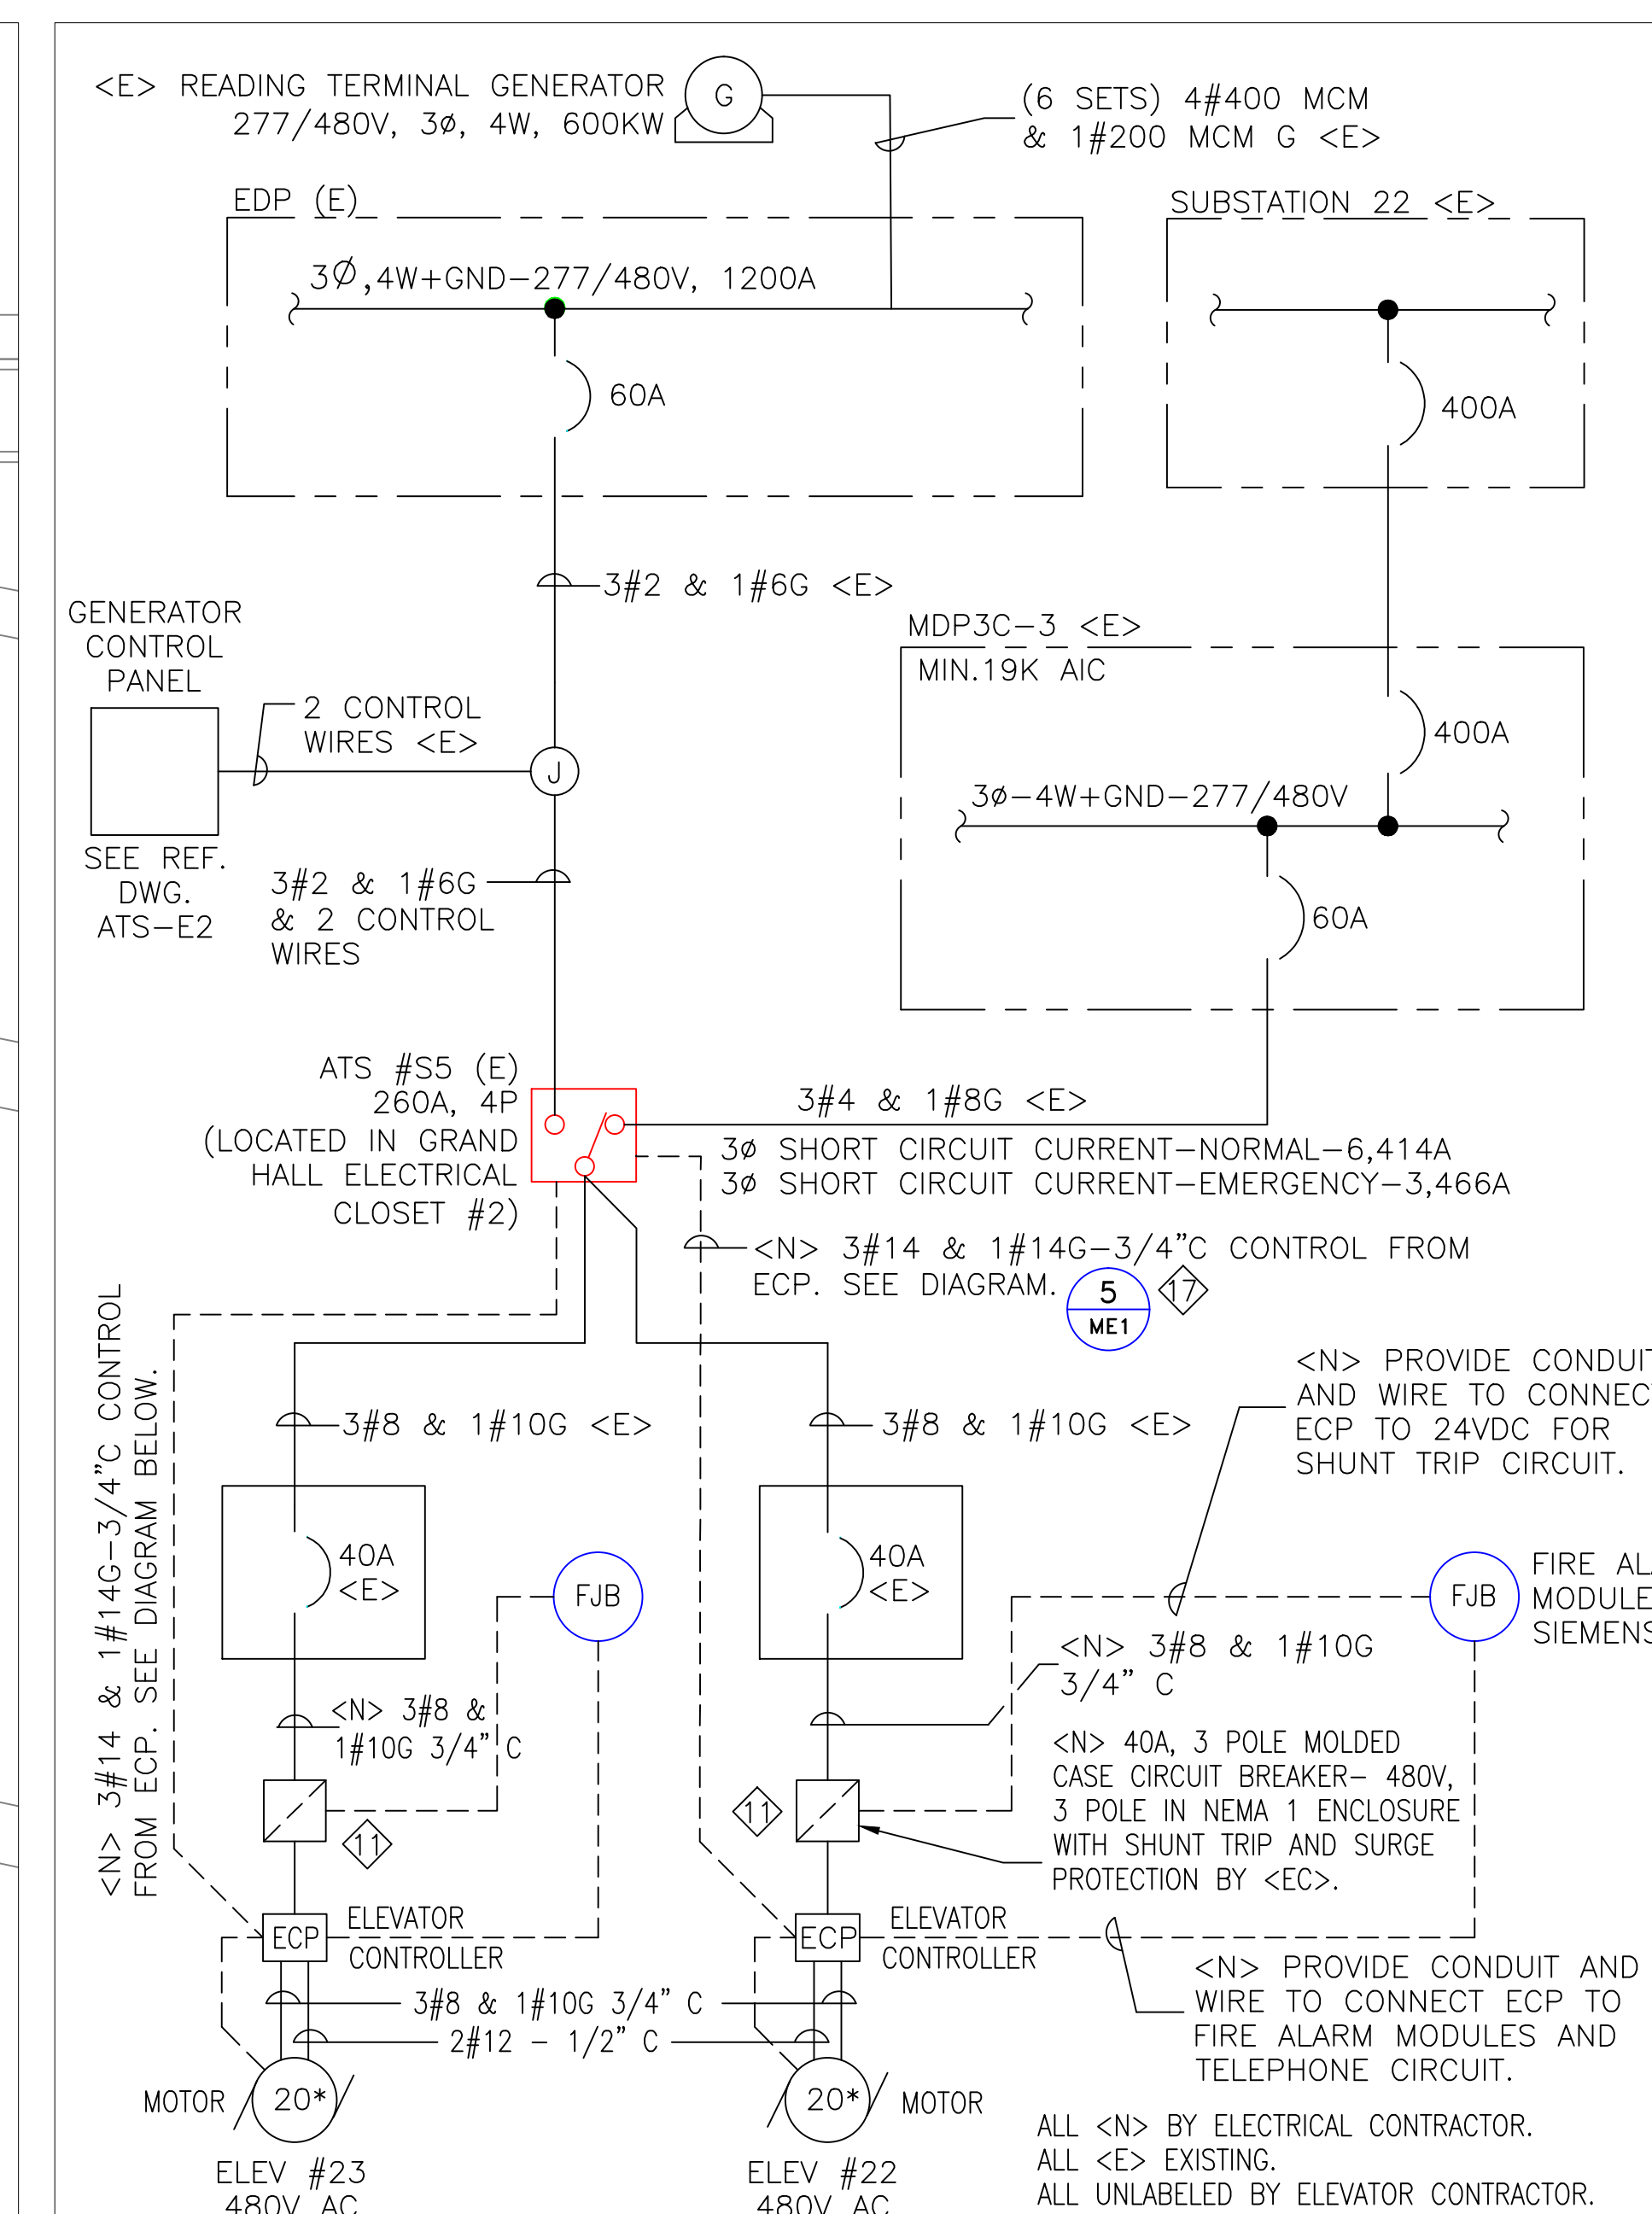 <E> READING TERMINAL GENERATOR
277/480V, 3ø, 4W, 600KW
G
(6 SETS) 4#400 MCM
& 1#200 MCM G <E>
EDP (E)
3Ø,4W+GND-277/480V, 1200A
60A
SUBSTATION 22 <E>
400A
3#2 & 1#6G <E>
MDP3C-3 <E>
MIN.19K AIC
400A
3ø-4W+GND-277/480V
60A
GENERATOR
CONTROL
PANEL
2 CONTROL
WIRES <E>
J
SEE REF.
DWG.
ATS-E2
3#2 & 1#6G
& 2 CONTROL
WIRES
ATS #S5 (E)
260A, 4P
(LOCATED IN GRAND
HALL ELECTRICAL
CLOSET #2)
3#4 & 1#8G <E>
3ø SHORT CIRCUIT CURRENT-NORMAL-6,414A
3ø SHORT CIRCUIT CURRENT-EMERGENCY-3,466A
<N> 3#14 & 1#14G-3/4"C CONTROL FROM
ECP. SEE DIAGRAM.
5
ME1
17
<N> 3#14 & 1#14G-3/4"C CONTROL
FROM ECP. SEE DIAGRAM BELOW.
3#8 & 1#10G <E>
3#8 & 1#10G <E>
<N> PROVIDE CONDUIT
AND WIRE TO CONNECT
ECP TO 24VDC FOR
SHUNT TRIP CIRCUIT.
40A
<E>
FJB
40A
<E>
FJB
FIRE AL
MODULE
SIEMENS
<N> 3#8 &
1#10G 3/4" C
<N> 3#8 & 1#10G
3/4" C
<N> 40A, 3 POLE MOLDED
CASE CIRCUIT BREAKER- 480V,
3 POLE IN NEMA 1 ENCLOSURE
WITH SHUNT TRIP AND SURGE
PROTECTION BY <EC>.
11
11
ECP
ELEVATOR
CONTROLLER
ECP
ELEVATOR
CONTROLLER
3#8 & 1#10G 3/4" C
2#12 - 1/2" C
<N> PROVIDE CONDUIT AND
WIRE TO CONNECT ECP TO
FIRE ALARM MODULES AND
TELEPHONE CIRCUIT.
MOTOR
20*
20*
MOTOR
ELEV #23
480V AC
ELEV #22
480V AC
ALL <N> BY ELECTRICAL CONTRACTOR.
ALL <E> EXISTING.
ALL UNLABELED BY ELEVATOR CONTRACTOR.